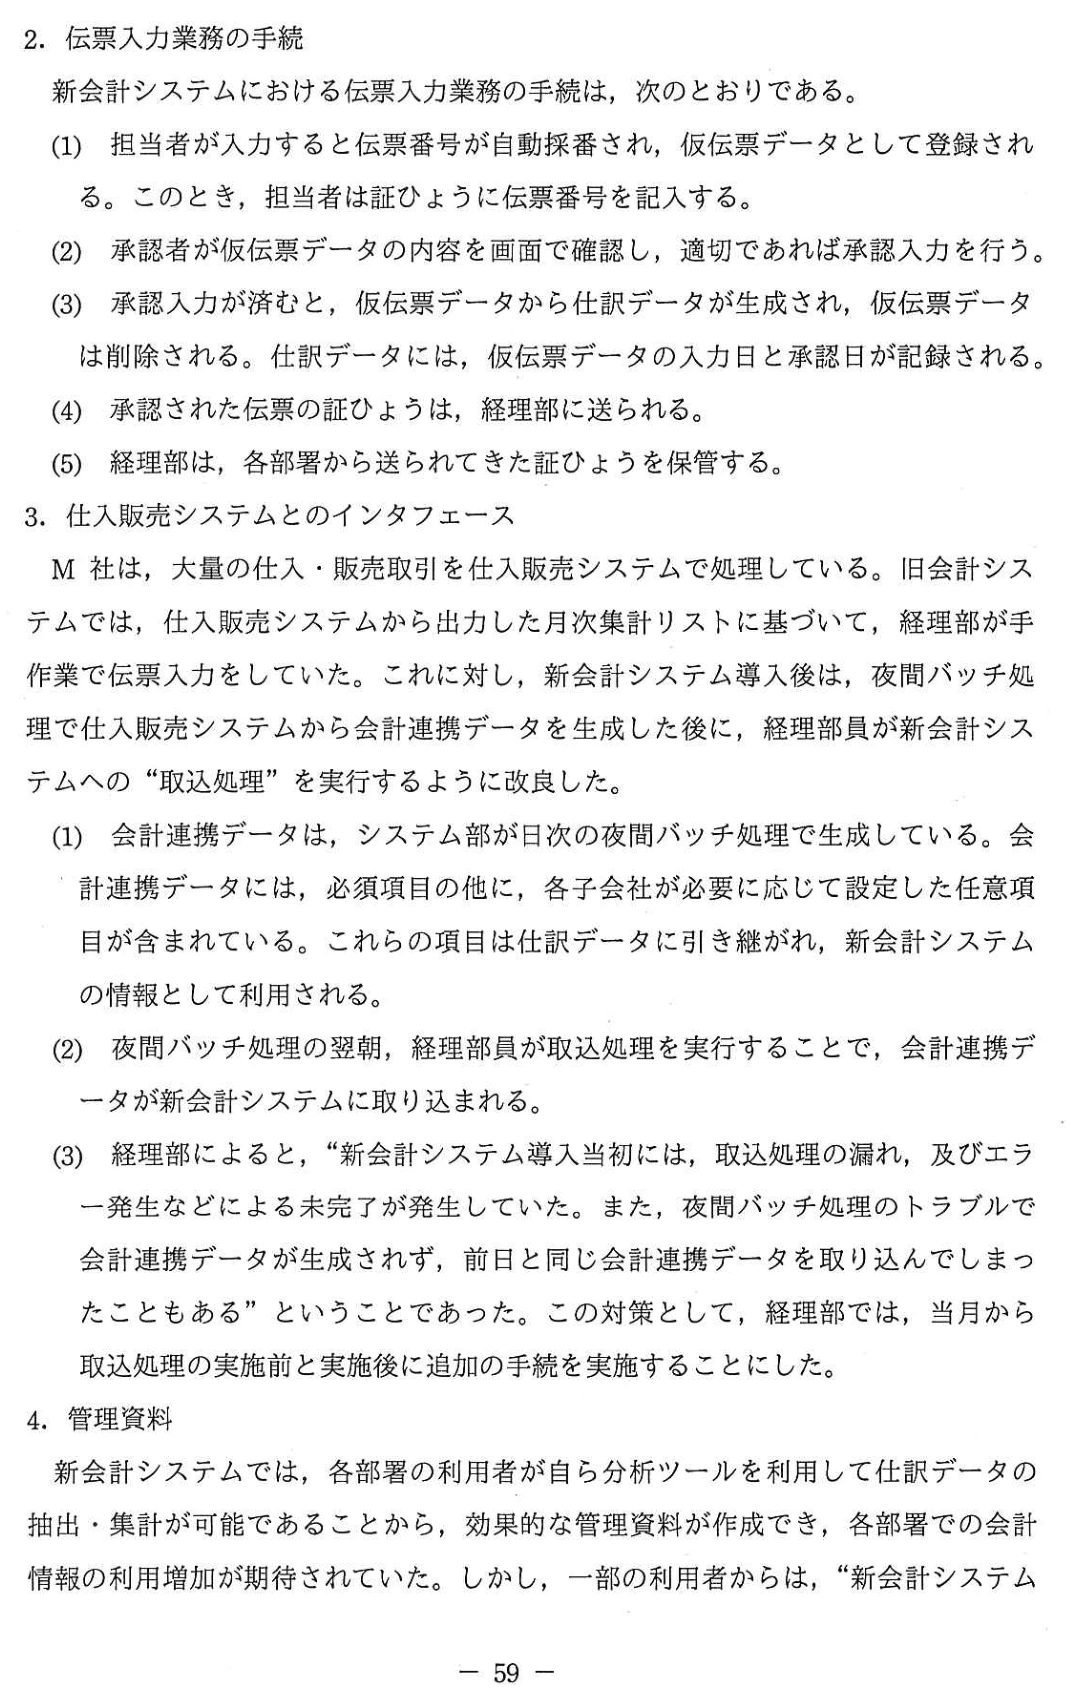 2. 伝票入力業務の手続
新会計システムにおける伝票入力業務の手続は，次のとおりである。
(1) 担当者が入力すると伝票番号が自動採番され，仮伝票データとして登録され
る。このとき，担当者は証ひょうに伝票番号を記入する。
(2) 承認者が仮伝票データの内容を画面で確認し，適切であれば承認入力を行う。
(3) 承認入力が済むと，仮伝票データから仕訳データが生成され，仮伝票データ
は削除される。仕訳データには，仮伝票データの入力日と承認日が記録される。
(4) 承認された伝票の証ひょうは，経理部に送られる。
(5) 経理部は，各部署から送られてきた証ひょうを保管する。
3. 仕入販売システムとのインタフェース
M 社は，大量の仕入・販売取引を仕入販売システムで処理している。旧会計シス
テムでは，仕入販売システムから出力した月次集計リストに基づいて，経理部が手
作業で伝票入力をしていた。これに対し，新会計システム導入後は，夜間バッチ処
理で仕入販売システムから会計連携データを生成した後に，経理部員が新会計シス
テムへの“取込処理”を実行するように改良した。
(1) 会計連携データは，システム部が日次の夜間バッチ処理で生成している。会
計連携データには，必須項目の他に，各子会社が必要に応じて設定した任意項
目が含まれている。これらの項目は仕訳データに引き継がれ，新会計システム
の情報として利用される。
(2) 夜間バッチ処理の翌朝，経理部員が取込処理を実行することで，会計連携デ
ータが新会計システムに取り込まれる。
(3) 経理部によると，“新会計システム導入当初には，取込処理の漏れ，及びエラ
ー発生などによる未完了が発生していた。また，夜間バッチ処理のトラブルで
会計連携データが生成されず，前日と同じ会計連携データを取り込んでしまっ
たこともある”ということであった。この対策として，経理部では，当月から
取込処理の実施前と実施後に追加の手続を実施することにした。
4. 管理資料
新会計システムでは，各部署の利用者が自ら分析ツールを利用して仕訳データの
抽出・集計が可能であることから，効果的な管理資料が作成でき，各部署での会計
情報の利用増加が期待されていた。しかし，一部の利用者からは，“新会計システム
－ 59 －